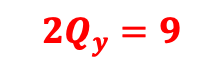 2Q_y = 9